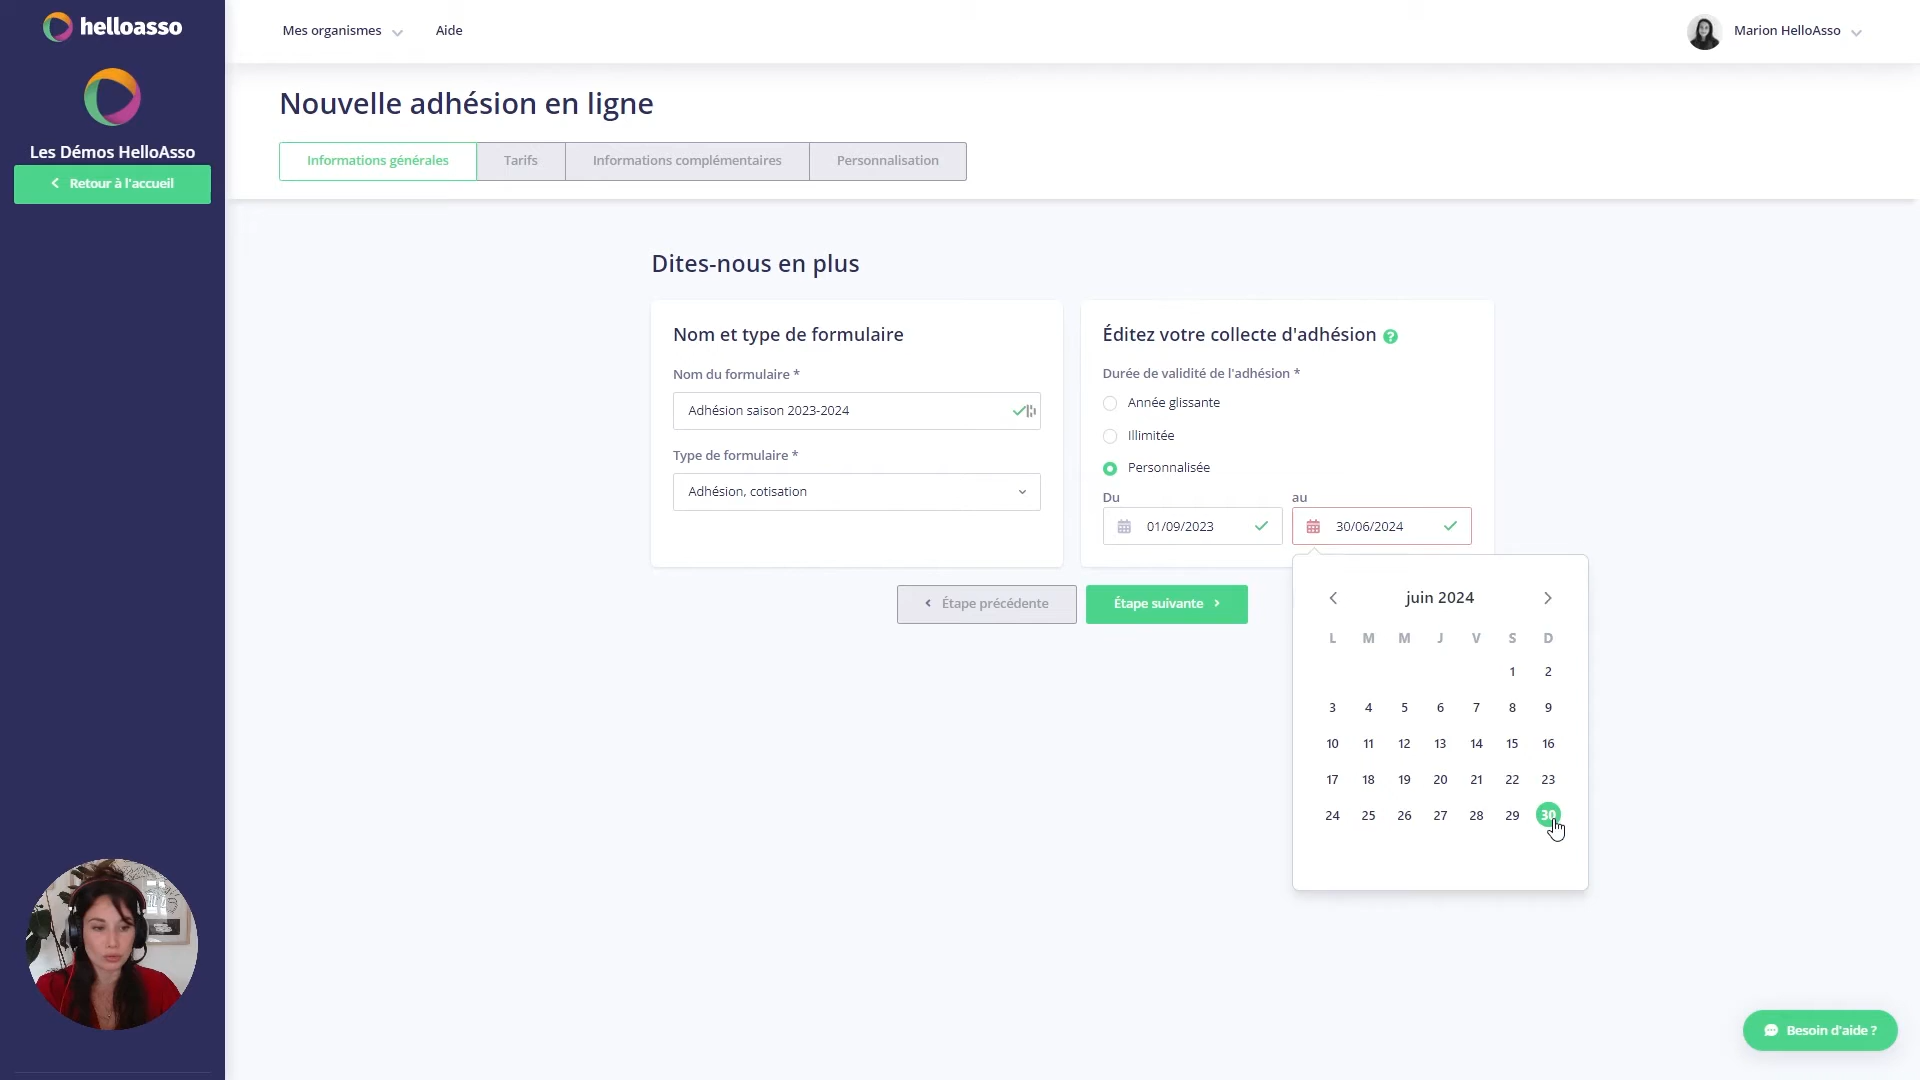 helloasso
Mes organismes
Aide
Marion HelloAsso
Les Démos HelloAsso
Retour à l'accueil
Nouvelle adhésion en ligne
Informations générales
Tarifs
Informations complémentaires
Personnalisation
Dites-nous en plus
Nom et type de formulaire
Nom du formulaire *
Adhésion saison 2023-2024
Type de formulaire *
Adhésion, cotisation
Éditez votre collecte d'adhésion ?
Durée de validité de l'adhésion *
Année glissante
Illimitée
Personnalisée
Du
au
01/09/2023
30/06/2024
Étape précédente
Étape suivante
juin 2024
L M M J V S D
1 2
3 4 5 6 7 8 9
10 11 12 13 14 15 16
17 18 19 20 21 22 23
24 25 26 27 28 29 30
Besoin d'aide ?